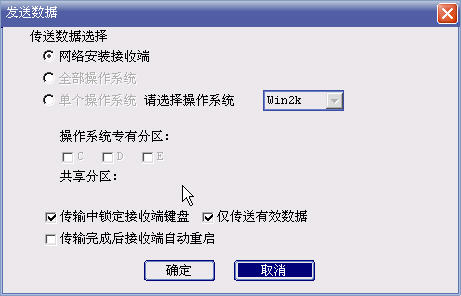 发送数据
传送数据选择
网络安装接收端
全部操作系统
单个操作系统 请选择操作系统 Win2k
操作系统专有分区：
C D E
共享分区：
传输中锁定接收端键盘 仅传送有效数据
传输完成后接收端自动重启
确定 取消